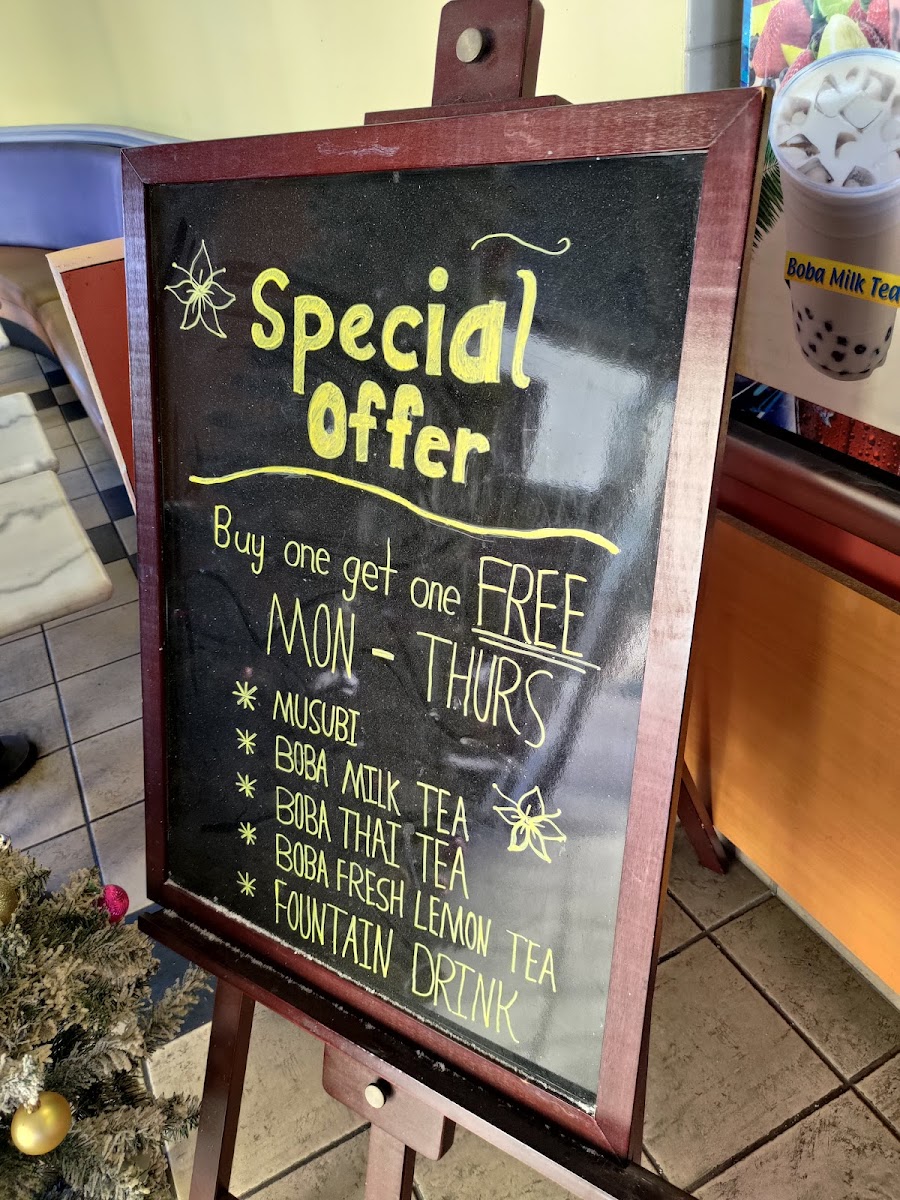 Special
Offer
Buy one get one FREE
MON - THURS
* MUSUBI
* BOBA MILK TEA
* BOBA THAI TEA
* BOBA FRESH LEMON TEA
* FOUNTAIN DRINK
Boba Milk Tea